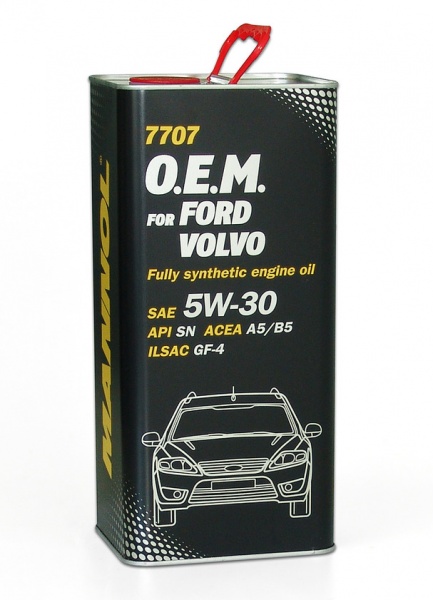 7707
O.E.M.
FOR FORD
VOLVO
Fully synthetic engine oil
SAE 5W-30
API SN ACEA A5/B5
ILSAC GF-4
MANNOL